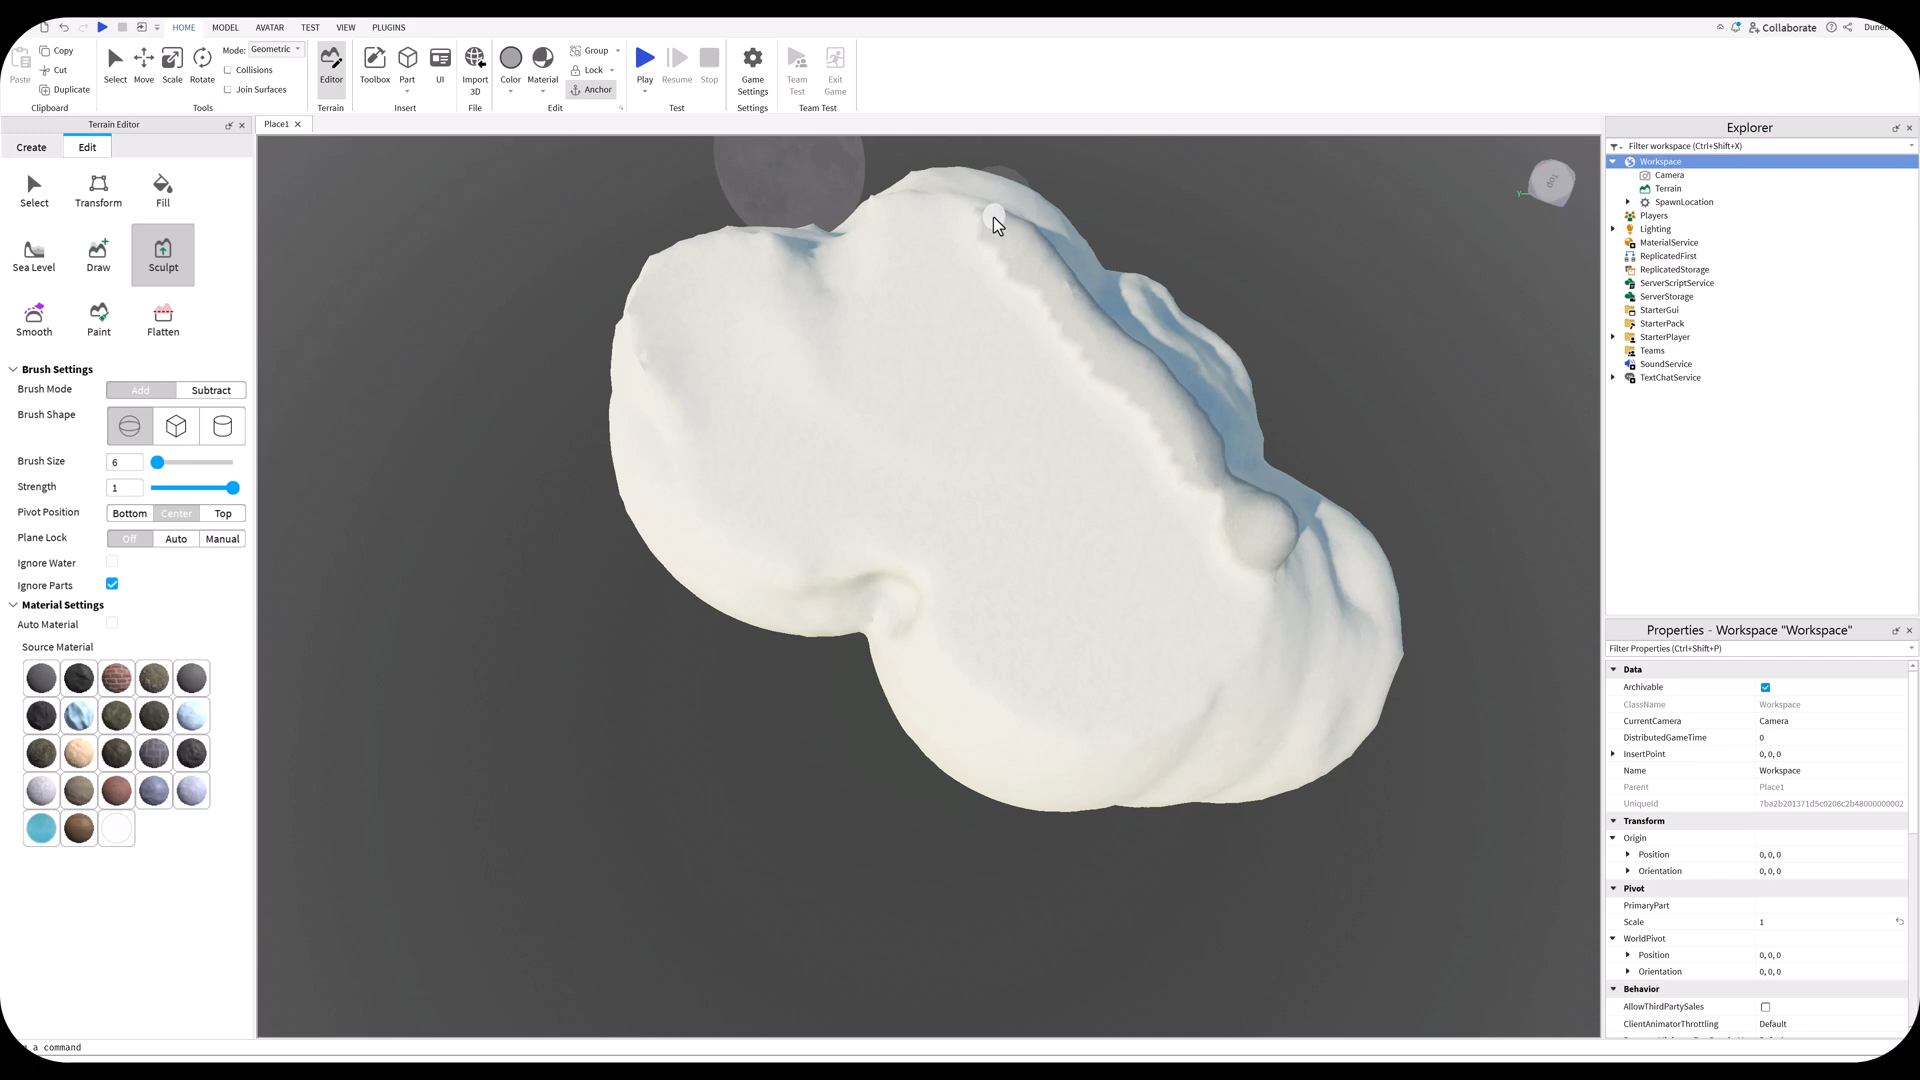 HOME MODEL AVATAR TEST VIEW PLUGINS
Collaborate
Paste
Copy
Cut
Duplicate
Clipboard
Select Move Scale Rotate
Mode: Geometric
Collisions
Join Surfaces
Tools
Editor
Terrain
Toolbox Part UI
Insert
Import
3D
File
Color Material
Group
Lock
Anchor
Edit
Play Resume Stop
Test
Game
Settings
Settings
Team
Test
Exit
Game
Team Test
Terrain Editor
Create Edit
Select Transform Fill
Sea Level Draw Sculpt
Smooth Paint Flatten
Brush Settings
Brush Mode Add Subtract
Brush Shape
Brush Size 6
Strength 1
Pivot Position Bottom Center Top
Plane Lock Off Auto Manual
Ignore Water
Ignore Parts
Material Settings
Auto Material
Source Material
Place1
Y
Top
Explorer
Filter workspace (Ctrl+Shift+X)
Workspace
Camera
Terrain
SpawnLocation
Players
Lighting
MaterialService
ReplicatedFirst
ReplicatedStorage
ServerScriptService
ServerStorage
StarterGui
StarterPack
StarterPlayer
Teams
SoundService
TextChatService
Properties - Workspace "Workspace"
Filter Properties (Ctrl+Shift+P)
Data
Archivable
ClassName Workspace
CurrentCamera Camera
DistributedGameTime 0
InsertPoint 0, 0, 0
Name Workspace
Parent Place1
UniqueId 7ba2b201371d5c0206c2b48000000002
Transform
Origin
Position 0, 0, 0
Orientation 0, 0, 0
Pivot
PrimaryPart
Scale 1
WorldPivot
Position 0, 0, 0
Orientation 0, 0, 0
Behavior
AllowThirdPartySales
ClientAnimatorThrottling Default
a command